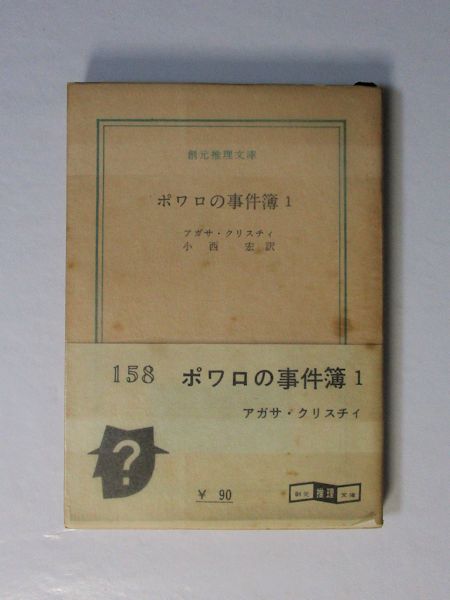 創元推理文庫
ポワロの事件簿 1
アガサ・クリスチィ
小西 宏 訳
158 ポワロの事件簿 1
アガサ・クリスチィ
?
¥ 90
創元 推理 文庫